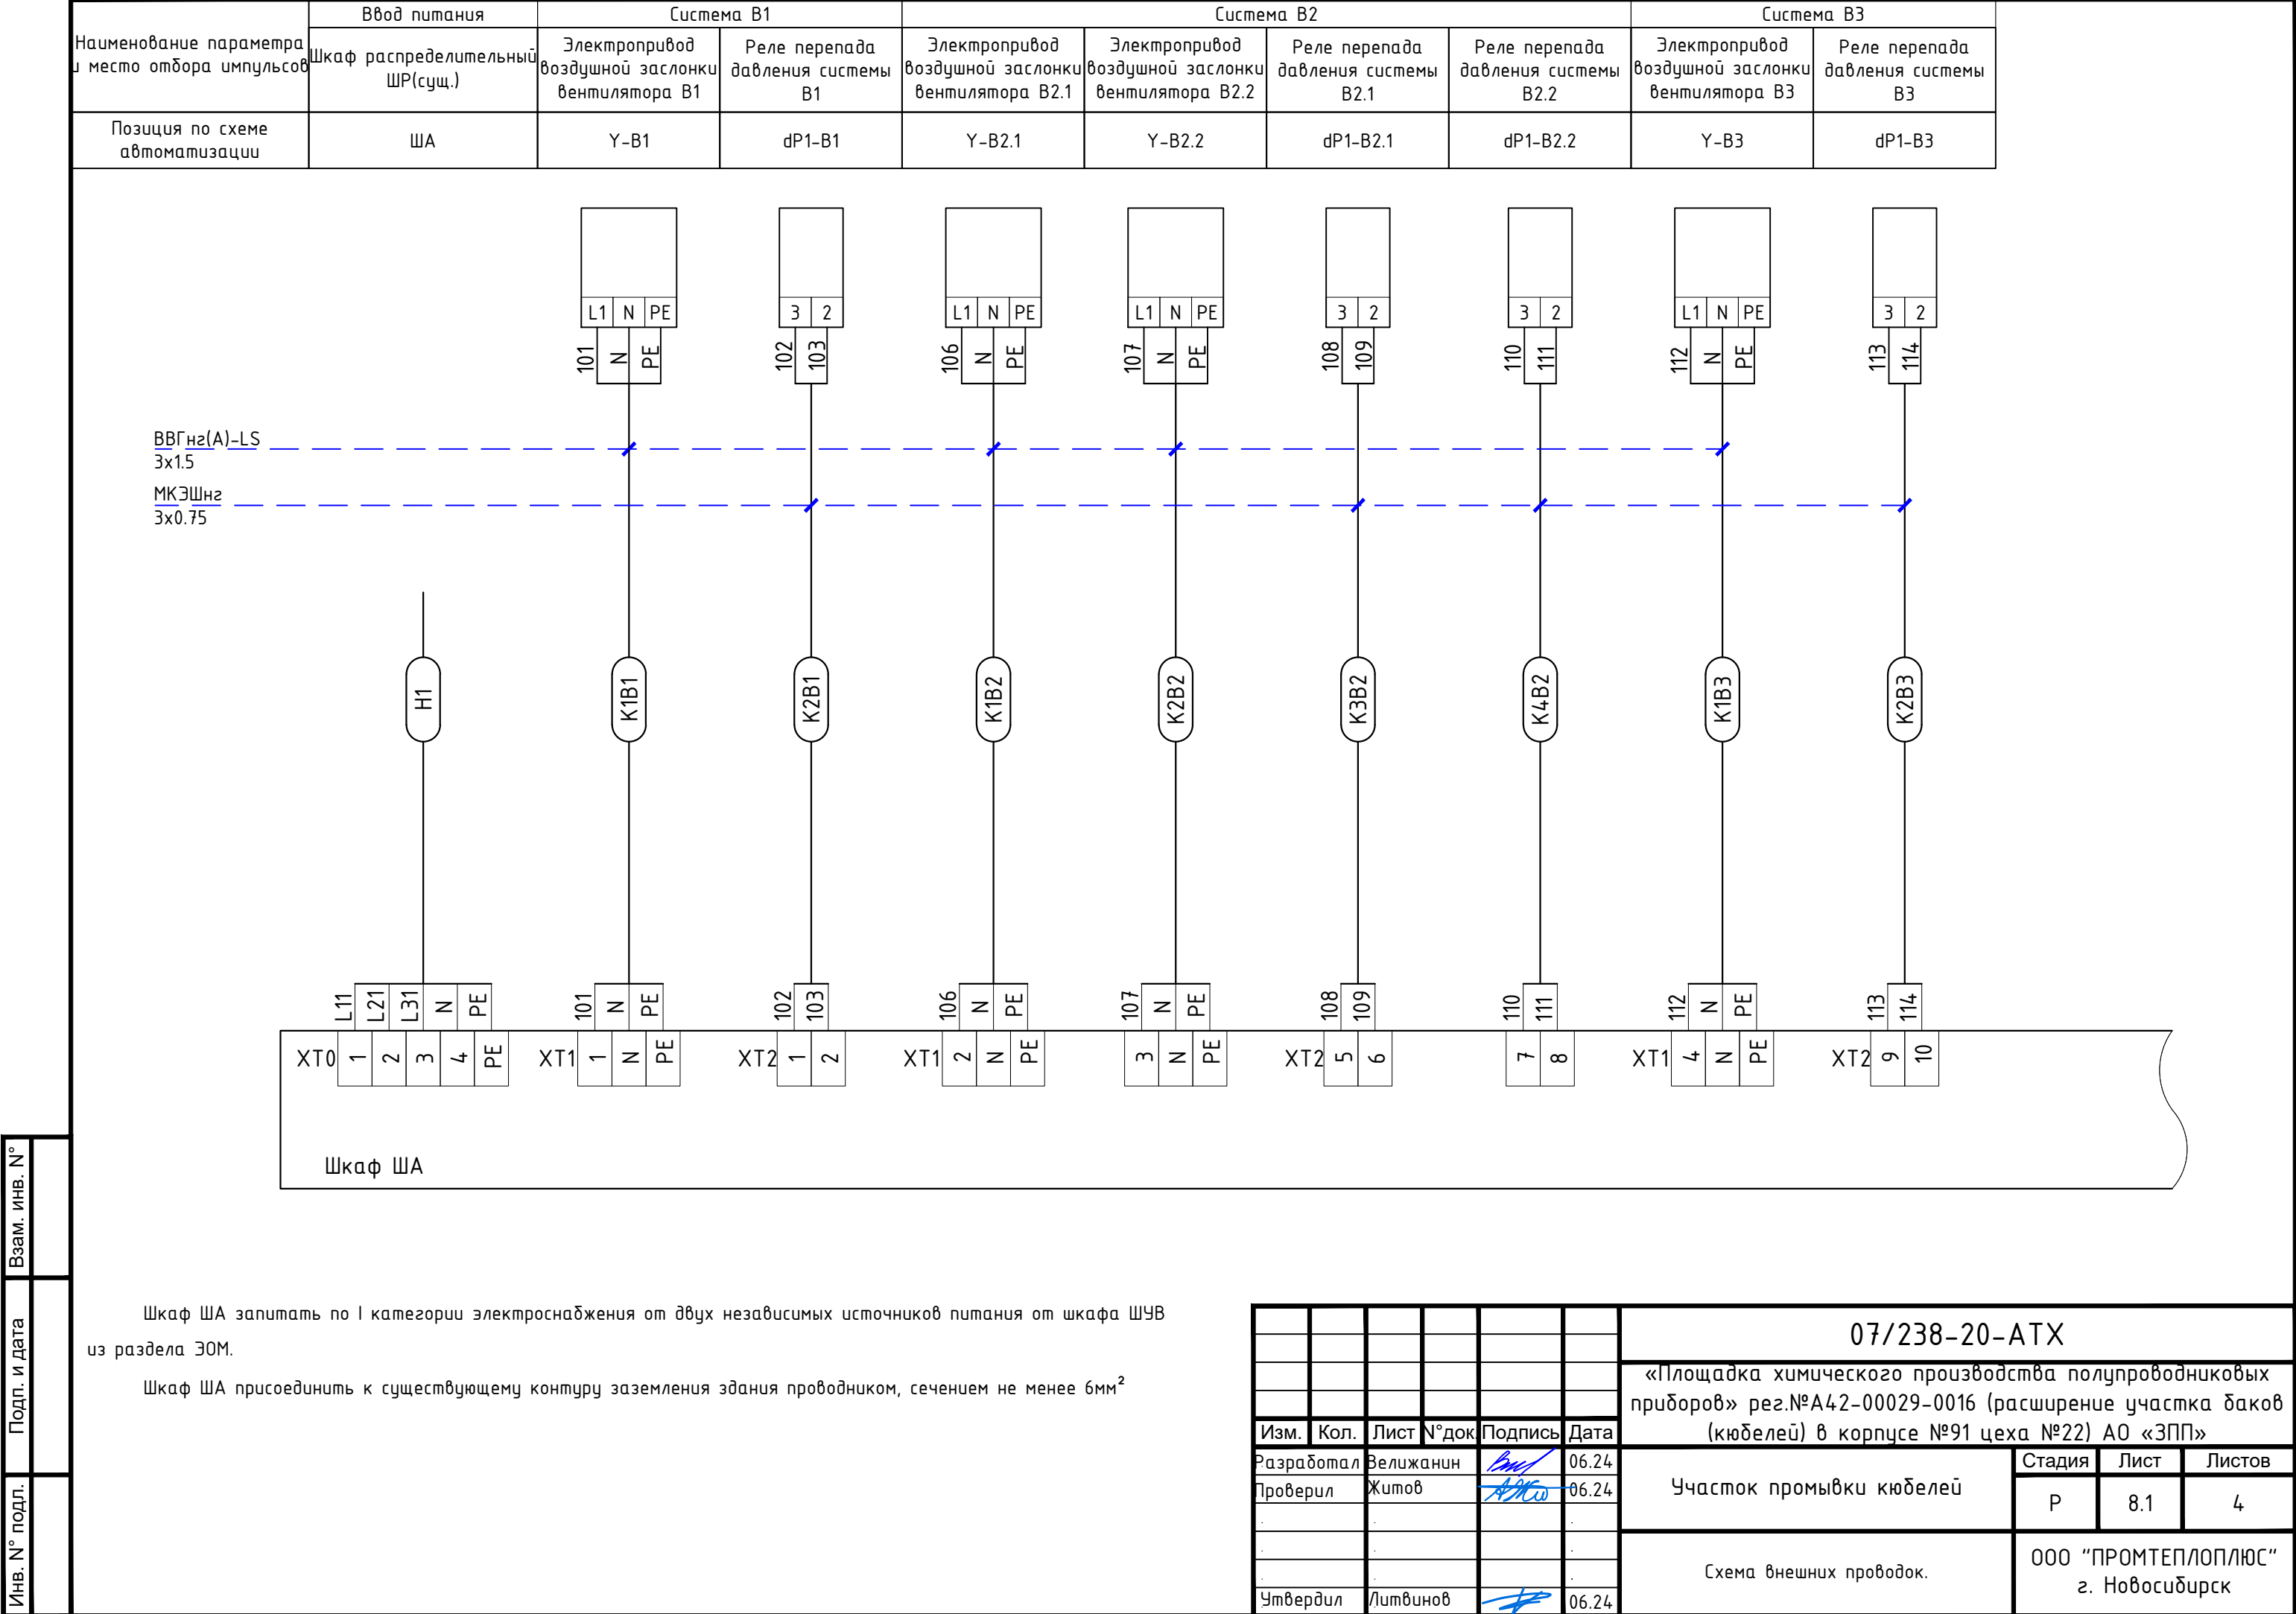 Наименование параметра
и место отбора импульсов
Ввод питания
Система В1
Система В2
Система В3
Шкаф распределительный
ШР(сущ.)
Электропривод
воздушной заслонки
вентилятора В1
Реле перепада
давления системы
В1
Электропривод
воздушной заслонки
вентилятора В2.1
Электропривод
воздушной заслонки
вентилятора В2.2
Реле перепада
давления системы
В2.1
Реле перепада
давления системы
В2.2
Электропривод
воздушной заслонки
вентилятора В3
Реле перепада
давления системы
В3
Позиция по схеме
автоматизации
ША
Y-В1
dP1-В1
Y-В2.1
Y-В2.2
dP1-В2.1
dP1-В2.2
Y-В3
dP1-В3
L1 N PE
3 2
L1 N PE
L1 N PE
3 2
3 2
L1 N PE
3 2
101 N PE
102 103
106 N PE
107 N PE
108 109
110 111
112 N PE
113 114
ВВГнг(А)-LS
3х1.5
МКЭШнг
3х0.75
Н1
К1В1
К2В1
К1В2
К2В2
К3В2
К4В2
К1В3
К2В3
L11 L21 L31 N PE
101 N PE
102 103
106 N PE
107 N PE
108 109
110 111
112 N PE
113 114
XT0 1 2 3 4 PE
XT1 1 N PE
XT2 1 2
XT1 2 N PE
3 N PE
XT2 5 6
7 8
XT1 4 N PE
XT2 9 10
Шкаф ША
Шкаф ША запитать по I категории электроснабжения от двух независимых источников питания от шкафа ШУВ
из раздела ЭОМ.
Шкаф ША присоединить к существующему контуру заземления здания проводником, сечением не менее 6мм²
Взам. инв. N°
Подп. и дата
Инв. N° подл.
07/238-20-АТХ
«Площадка химического производства полупроводниковых
приборов» рег.№А42-00029-0016 (расширение участка баков
(кюбелей) в корпусе №91 цеха №22) АО «ЗПП»
Изм. Кол. Лист N°док. Подпись Дата
Разработал Велижанин 06.24
Проверил Житов 06.24
Утвердил Литвинов 06.24
Участок промывки кюбелей
Стадия Лист Листов
Р 8.1 4
Схема внешних проводок.
ООО "ПРОМТЕПЛОПЛЮС"
г. Новосибирск